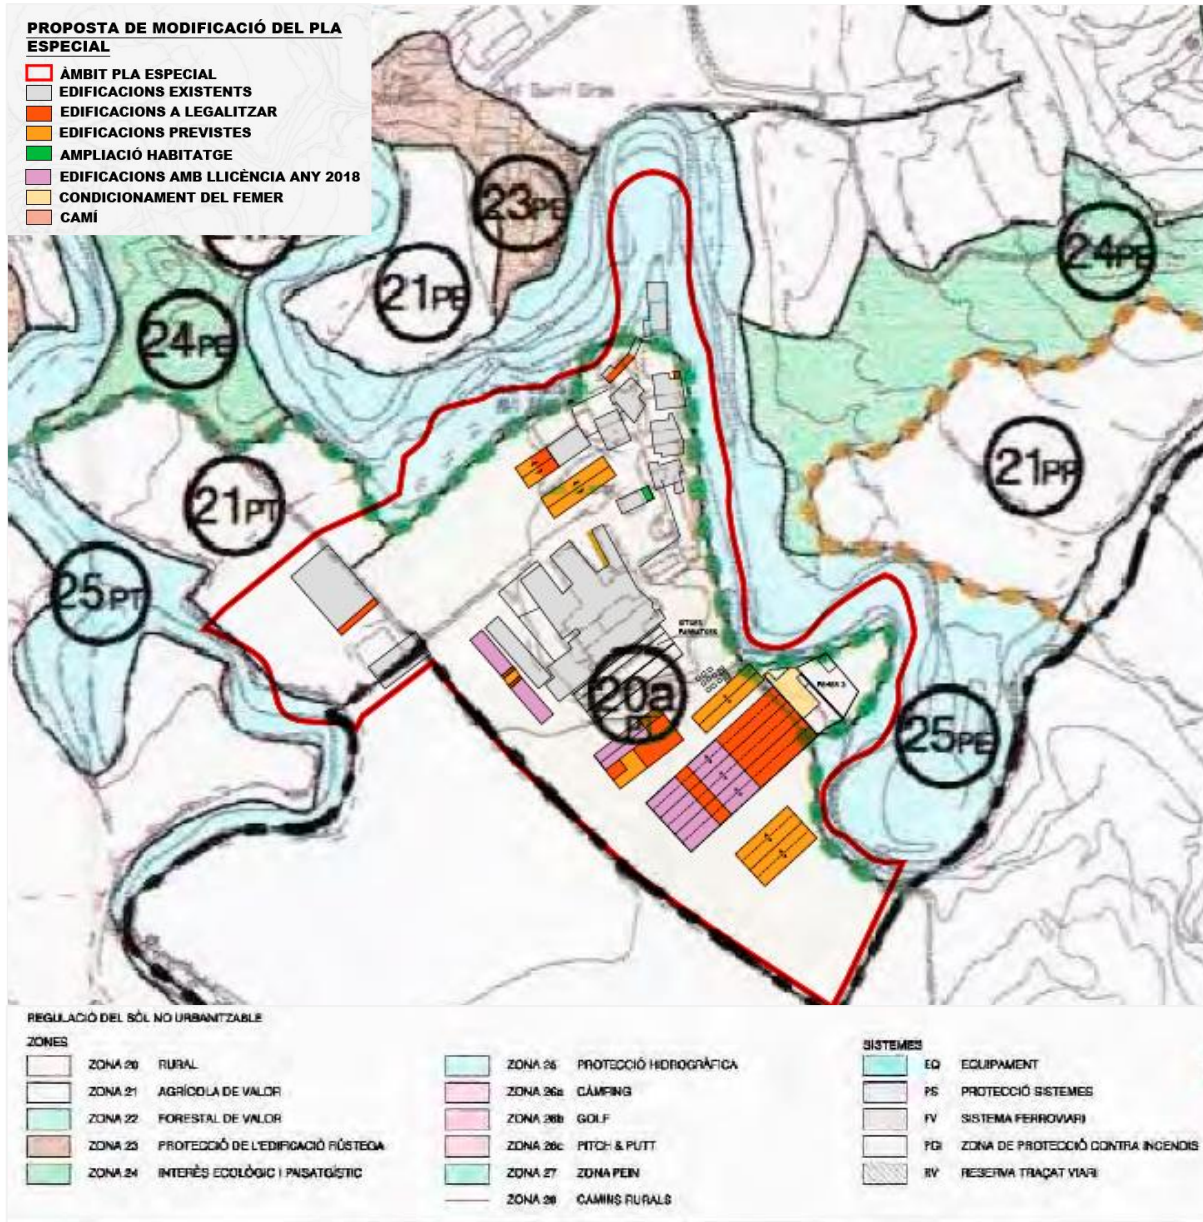 PROPOSTA DE MODIFICACIÓ DEL PLA
ESPECIAL
ÀMBIT PLA ESPECIAL
EDIFICACIONS EXISTENTS
EDIFICACIONS A LEGALITZAR
EDIFICACIONS PREVISTES
AMPLIACIÓ HABITATGE
EDIFICACIONS AMB LLICÈNCIA ANY 2018
CONDICIONAMENT DEL FEMER
CAMÍ
23PE
24PE
21PE
24PE
21PT
21PP
25PT
20a
25PE
REGULACIÓ DEL SÒL NO URBANITZABLE
ZONES
ZONA 20 RURAL
ZONA 21 AGRÍCOLA DE VALOR
ZONA 22 FORESTAL DE VALOR
ZONA 23 PROTECCIÓ DE L'EDIFICACIÓ RÚSTEGA
ZONA 24 INTERÈS ECOLÒGIC I PAISATGÍSTIC
ZONA 25 PROTECCIÓ HIDROGRÀFICA
ZONA 26a CÀMPING
ZONA 26b GOLF
ZONA 26c PITCH & PUTT
ZONA 27 ZONA PEIN
ZONA 28 CAMINS RURALS
SISTEMES
EQ EQUIPAMENT
PS PROTECCIÓ SISTEMES
FV SISTEMA FERROVIARI
PGI ZONA DE PROTECCIÓ CONTRA INCENDIS
RV RESERVA TRAÇAT VIARI